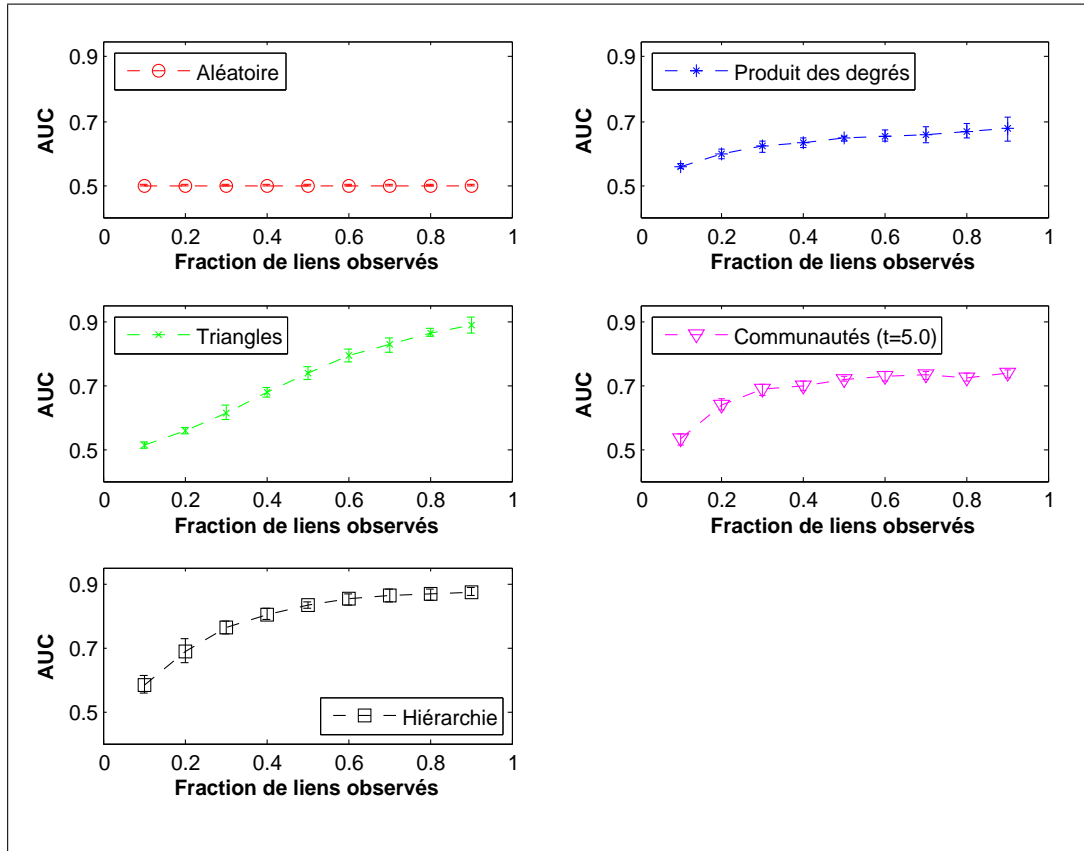 0.9
0.7
0.5
AUC
Aléatoire
0 0.2 0.4 0.6 0.8 1
Fraction de liens observés
0.9
0.7
0.5
AUC
Produit des degrés
0 0.2 0.4 0.6 0.8 1
Fraction de liens observés
0.9
0.7
0.5
AUC
Triangles
0 0.2 0.4 0.6 0.8 1
Fraction de liens observés
0.9
0.7
0.5
AUC
Communautés (t=5.0)
0 0.2 0.4 0.6 0.8 1
Fraction de liens observés
0.9
0.7
0.5
AUC
Hiérarchie
0 0.2 0.4 0.6 0.8 1
Fraction de liens observés